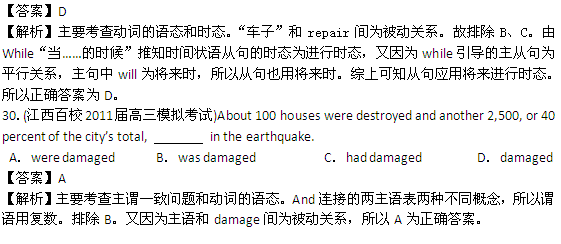 【答案】D
【解析】主要考查动词的语态和时态。“车子”和 repair 间为被动关系。故排除 B、C。由
While“当……的时候”推知时间状语从句的时态为进行时态，又因为 while 引导的主从句为
平行关系，主句中 will 为将来时，所以从句也用将来时。综上可知从句应用将来进行时态。
所以正确答案为 D。
30. (江西百校 2011 届高三模拟考试)About 100 houses were destroyed and another 2,500, or 40
percent of the city’s total, ________ in the earthquake.
A. were damaged B. was damaged C. had damaged D. damaged
【答案】A
【解析】主要考查主谓一致问题和动词的语态。And 连接的两主语表两种不同概念，所以谓
语用复数。排除 B。又因为主语和 damage 间为被动关系，所以 A 为正确答案。